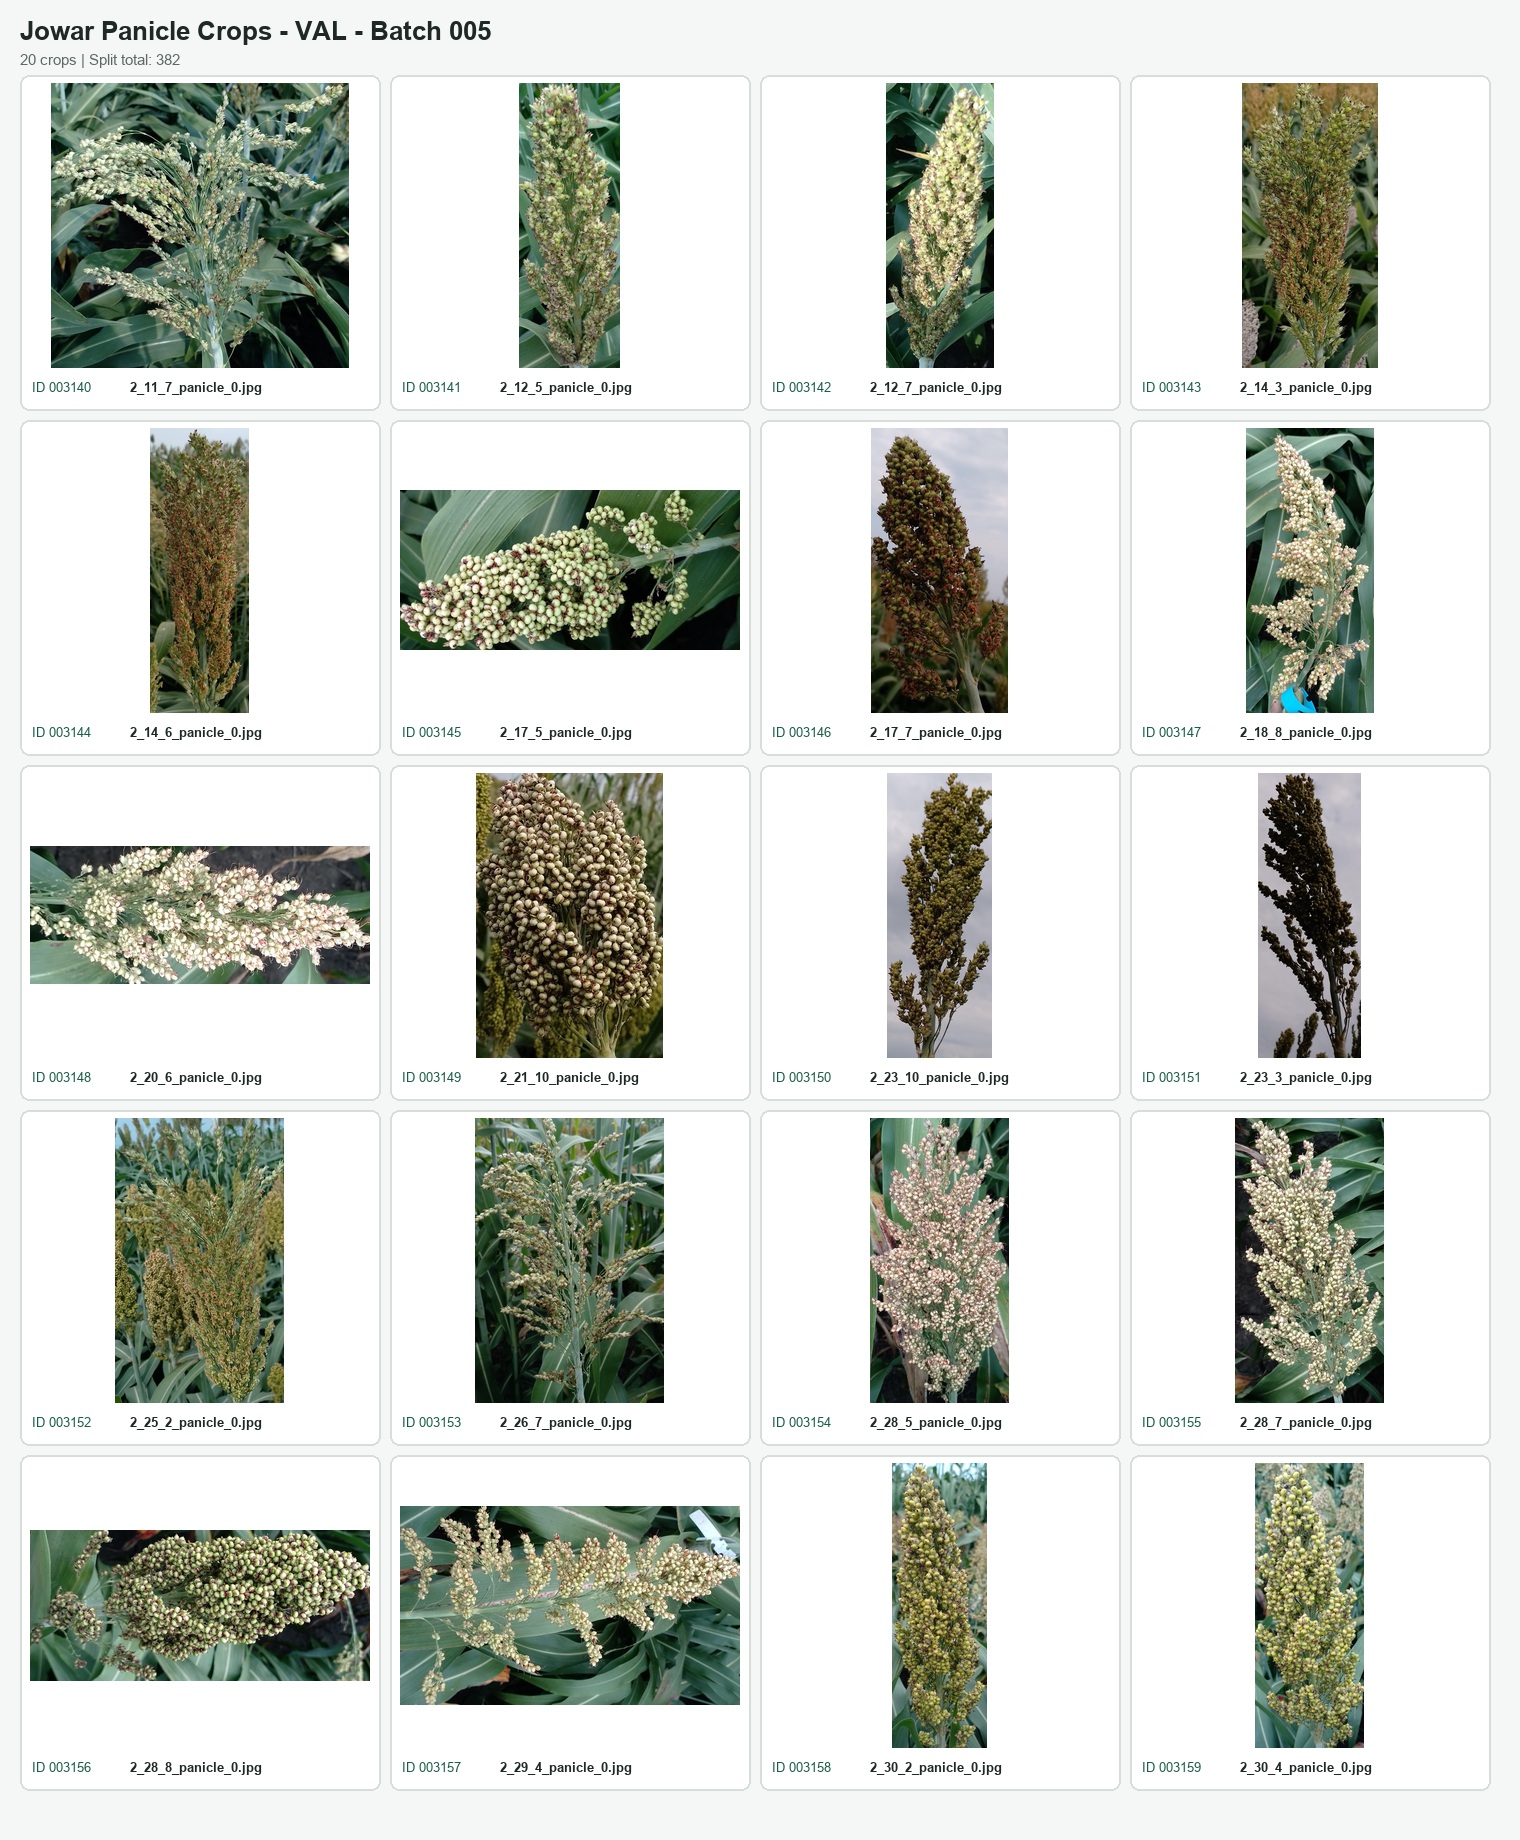 Jowar Panicle Crops - VAL - Batch 005
20 crops | Split total: 382
ID 003140 2_11_7_panicle_0.jpg
ID 003141 2_12_5_panicle_0.jpg
ID 003142 2_12_7_panicle_0.jpg
ID 003143 2_14_3_panicle_0.jpg
ID 003144 2_14_6_panicle_0.jpg
ID 003145 2_17_5_panicle_0.jpg
ID 003146 2_17_7_panicle_0.jpg
ID 003147 2_18_8_panicle_0.jpg
ID 003148 2_20_6_panicle_0.jpg
ID 003149 2_21_10_panicle_0.jpg
ID 003150 2_23_10_panicle_0.jpg
ID 003151 2_23_3_panicle_0.jpg
ID 003152 2_25_2_panicle_0.jpg
ID 003153 2_26_7_panicle_0.jpg
ID 003154 2_28_5_panicle_0.jpg
ID 003155 2_28_7_panicle_0.jpg
ID 003156 2_28_8_panicle_0.jpg
ID 003157 2_29_4_panicle_0.jpg
ID 003158 2_30_2_panicle_0.jpg
ID 003159 2_30_4_panicle_0.jpg